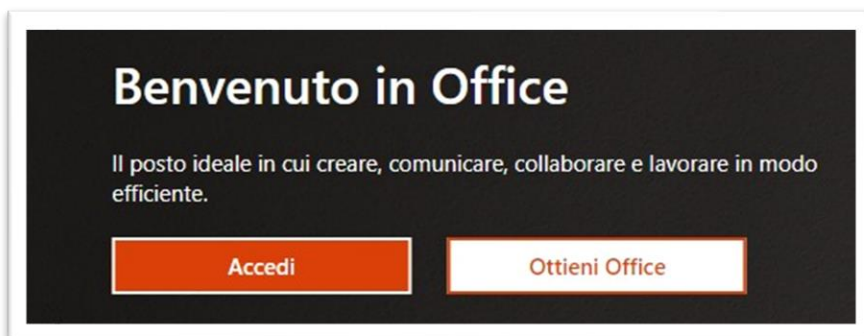 Benvenuto in Office
Il posto ideale in cui creare, comunicare, collaborare e lavorare in modo
efficiente.
Accedi
Ottieni Office